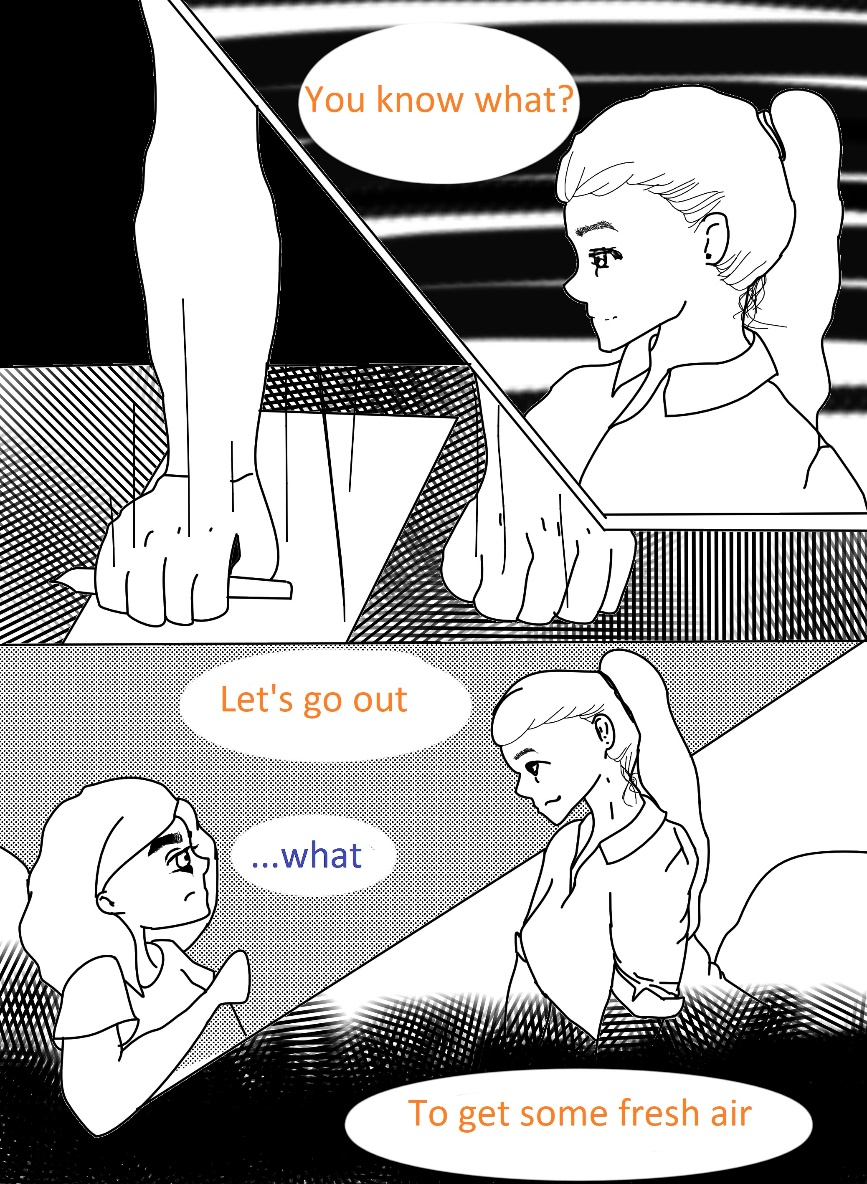 You know what?
Let's go out
...what
To get some fresh air